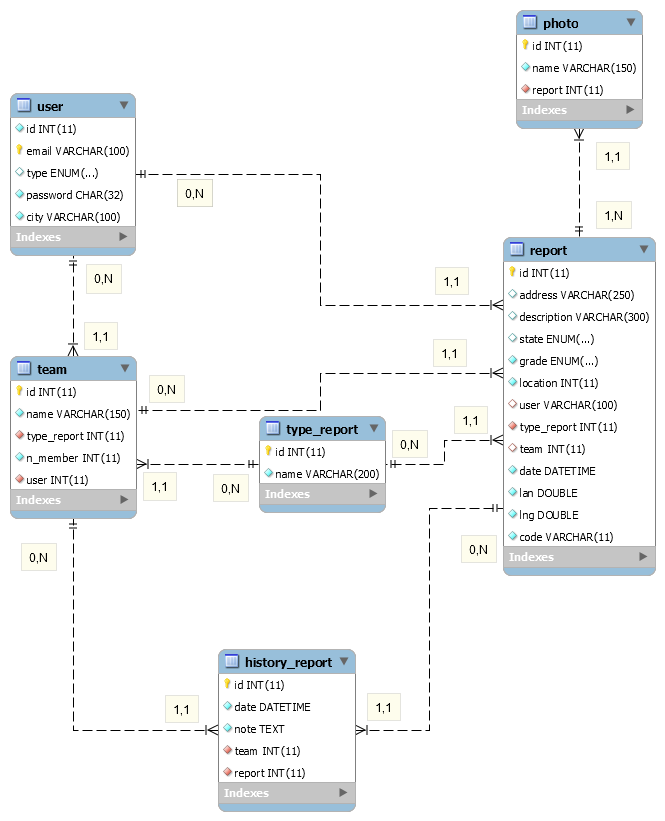 photo
id INT(11)
name VARCHAR(150)
report INT(11)
Indexes
1,1
1,N
user
id INT(11)
email VARCHAR(100)
type ENUM(...)
password CHAR(32)
city VARCHAR(100)
Indexes
0,N
0,N
1,1
1,1
1,1
report
id INT(11)
address VARCHAR(250)
description VARCHAR(300)
state ENUM(...)
grade ENUM(...)
location INT(11)
user VARCHAR(100)
type_report INT(11)
team INT(11)
date DATETIME
lan DOUBLE
lng DOUBLE
code VARCHAR(11)
Indexes
team
id INT(11)
name VARCHAR(150)
type_report INT(11)
n_member INT(11)
user INT(11)
Indexes
0,N
type_report
id INT(11)
name VARCHAR(200)
Indexes
0,N
1,1
1,1
0,N
0,N
0,N
history_report
id INT(11)
date DATETIME
note TEXT
team INT(11)
report INT(11)
Indexes
1,1
1,1